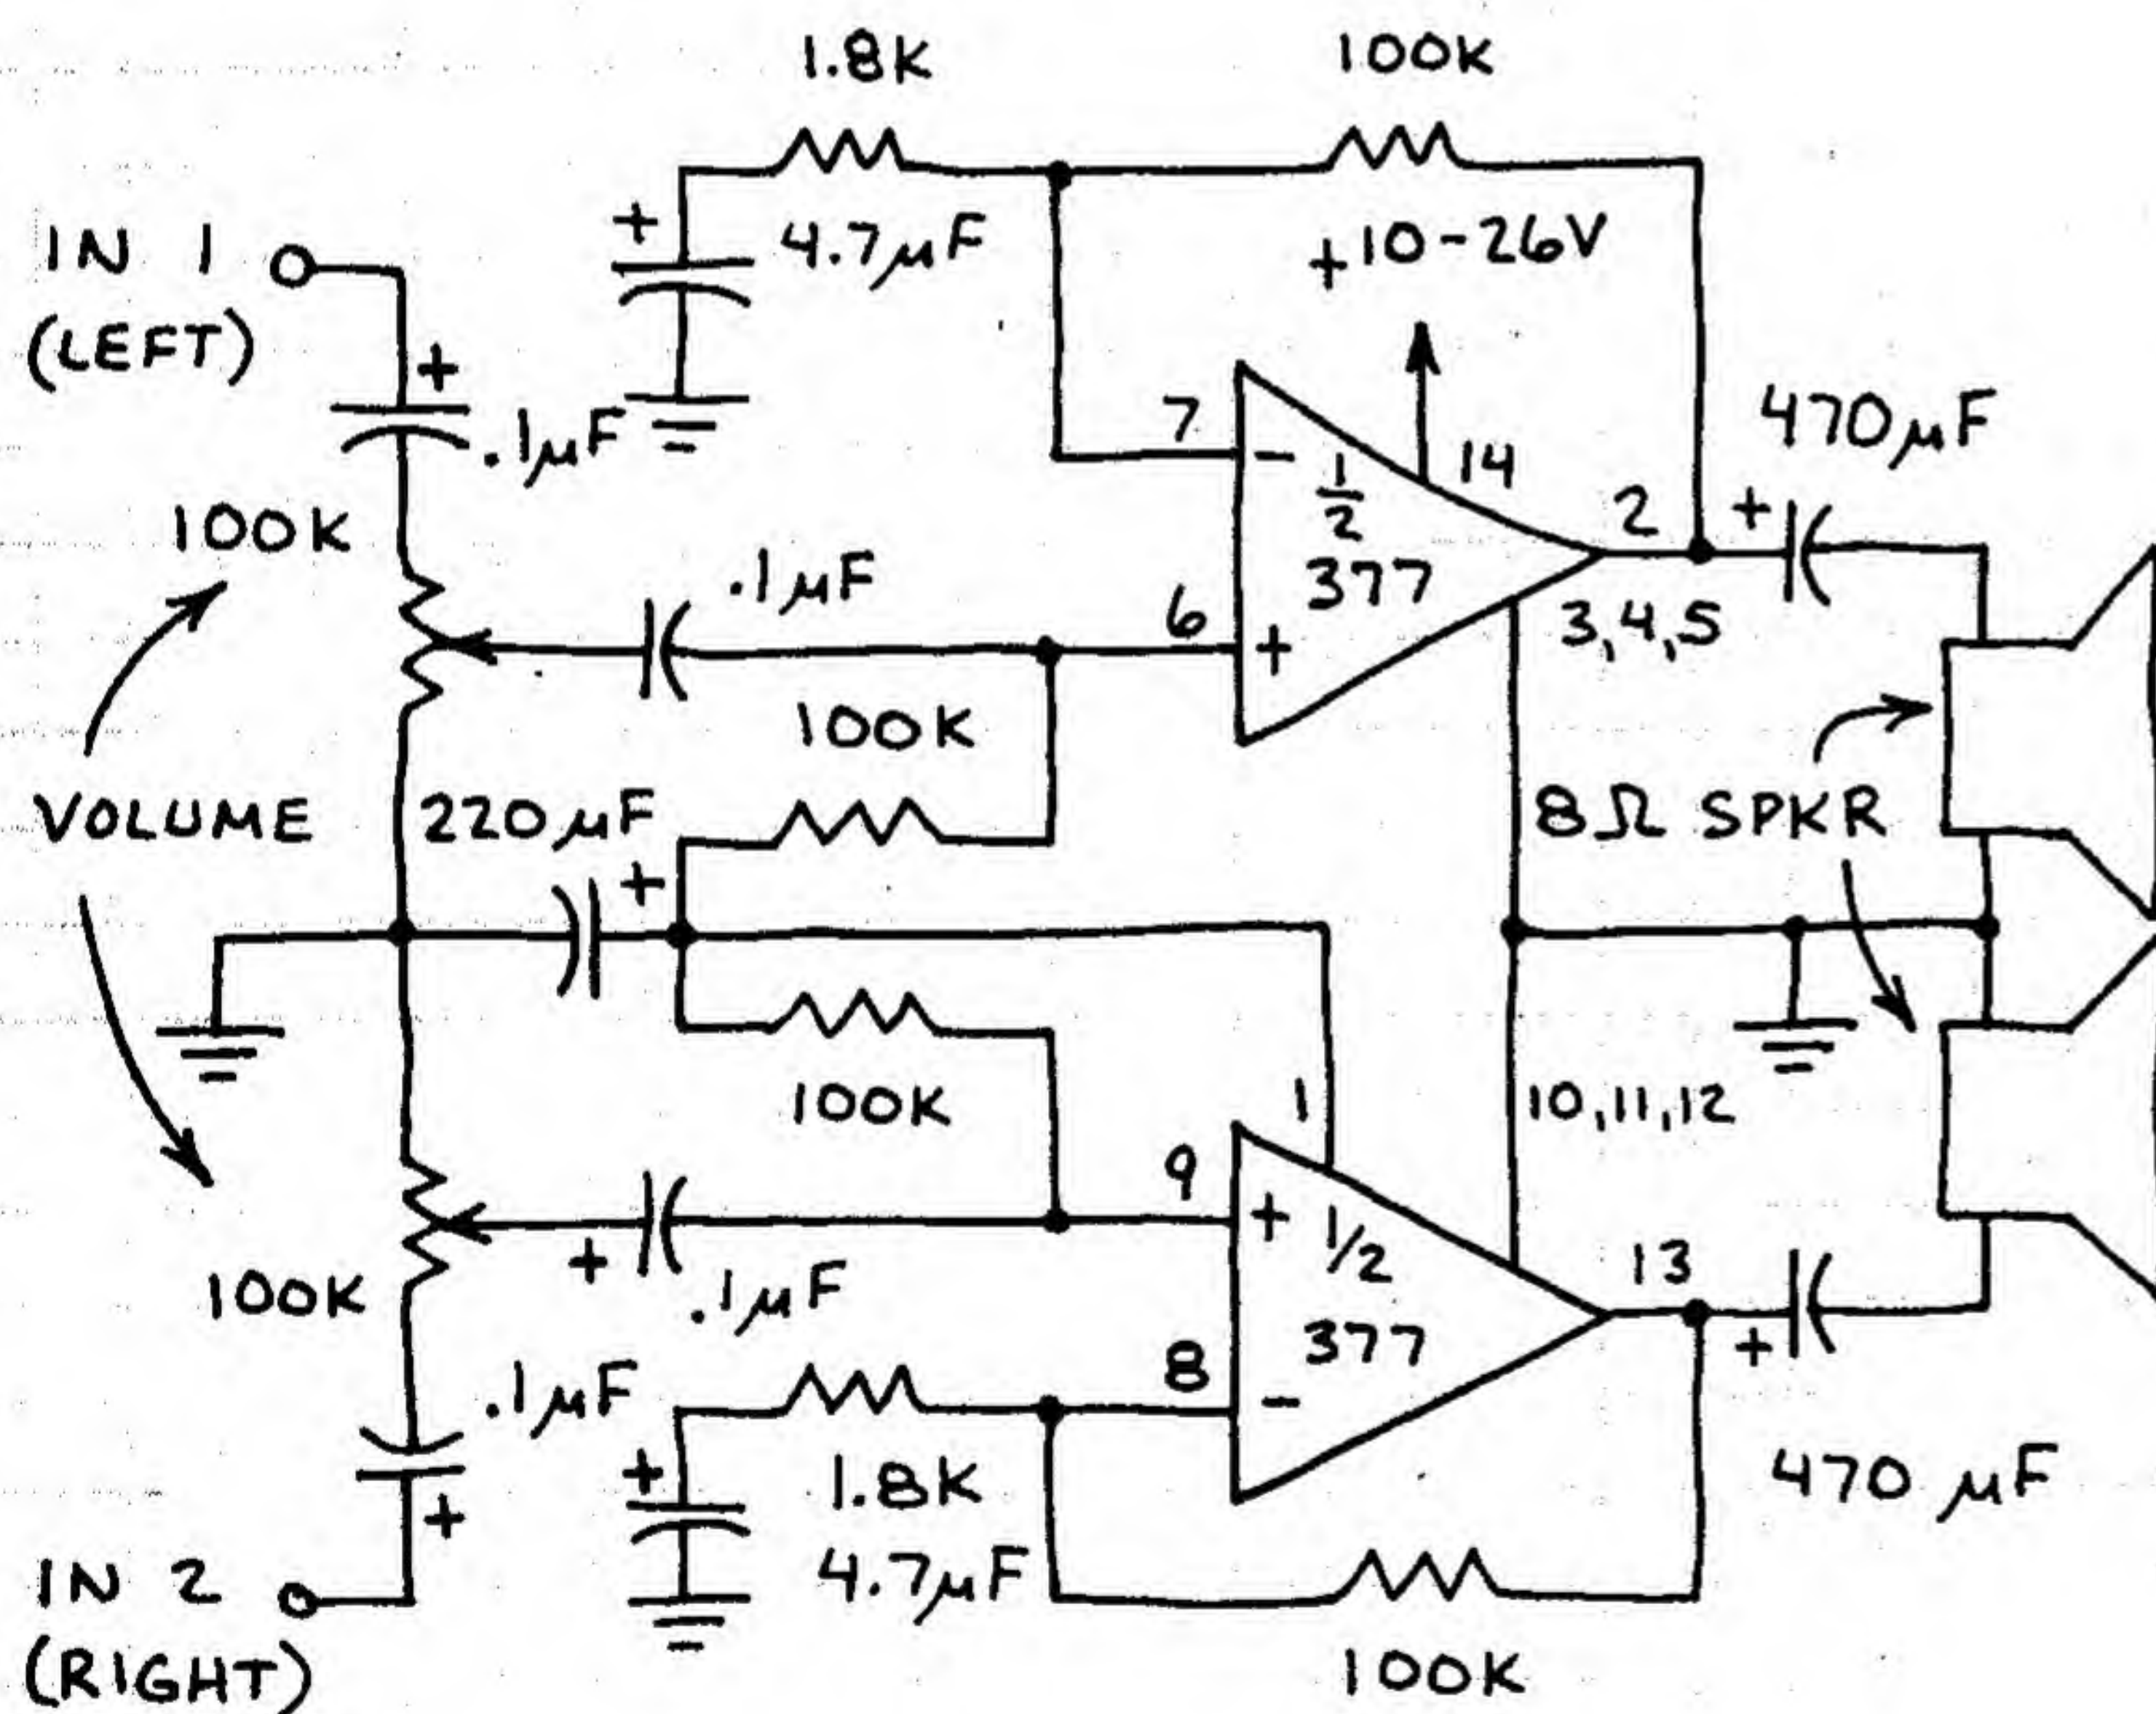 1.8K
100K
IN 1
(LEFT)
+
4.7µF
+10-26V
+
.1µF
7
-
14
470µF
1
2
377
2
+
100K
.1µF
6
+
3,4,5
100K
VOLUME
220µF
+
8Ω SPKR
100K
1
10,11,12
9
+
1/2
377
13
+
100K
+
.1µF
.1µF
8
-
+
1.8K
470 µF
+
4.7µF
IN 2
(RIGHT)
100K